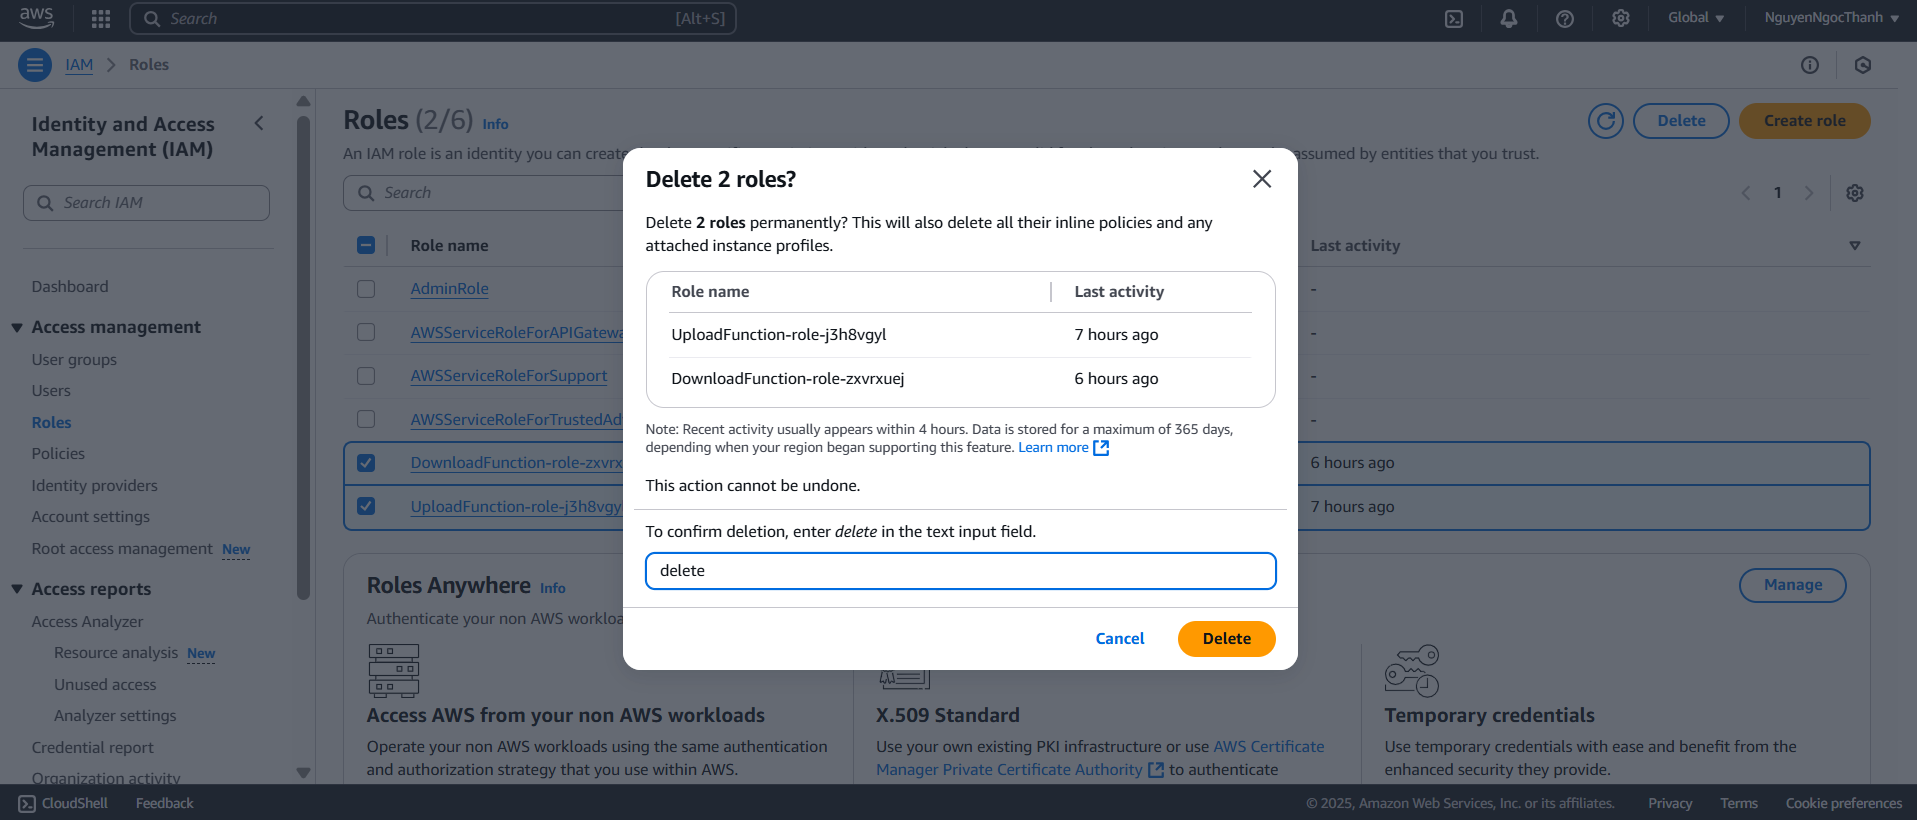 aws
Search [Alt+S]
Global
NguyenNgocThanh
IAM
Roles
Identity and Access
Management (IAM)
Search IAM
Dashboard
Access management
User groups
Users
Roles
Policies
Identity providers
Account settings
Root access management New
Access reports
Access Analyzer
Resource analysis New
Unused access
Analyzer settings
Credential report
Organization activity
Roles (2/6) Info
Delete
Create role
An IAM role is an identity you can create
assumed by entities that you trust.
Search
1
Role name
Last activity
AdminRole
-
AWSServiceRoleForAPIGatewa
-
AWSServiceRoleForSupport
-
AWSServiceRoleForTrustedAd
-
DownloadFunction-role-zxvrx
6 hours ago
UploadFunction-role-j3h8vgy
7 hours ago
Delete 2 roles?
Delete 2 roles permanently? This will also delete all their inline policies and any
attached instance profiles.
Role name
Last activity
UploadFunction-role-j3h8vgyl
7 hours ago
DownloadFunction-role-zxvrxuej
6 hours ago
Note: Recent activity usually appears within 4 hours. Data is stored for a maximum of 365 days,
depending when your region began supporting this feature. Learn more
This action cannot be undone.
To confirm deletion, enter delete in the text input field.
delete
Cancel
Delete
Roles Anywhere Info
Manage
Authenticate your non AWS workloa
Access AWS from your non AWS workloads
Operate your non AWS workloads using the same authentication
and authorization strategy that you use within AWS.
X.509 Standard
Use your own existing PKI infrastructure or use AWS Certificate
Manager Private Certificate Authority to authenticate
Temporary credentials
Use temporary credentials with ease and benefit from the
enhanced security they provide.
CloudShell
Feedback
© 2025, Amazon Web Services, Inc. or its affiliates.
Privacy
Terms
Cookie preferences